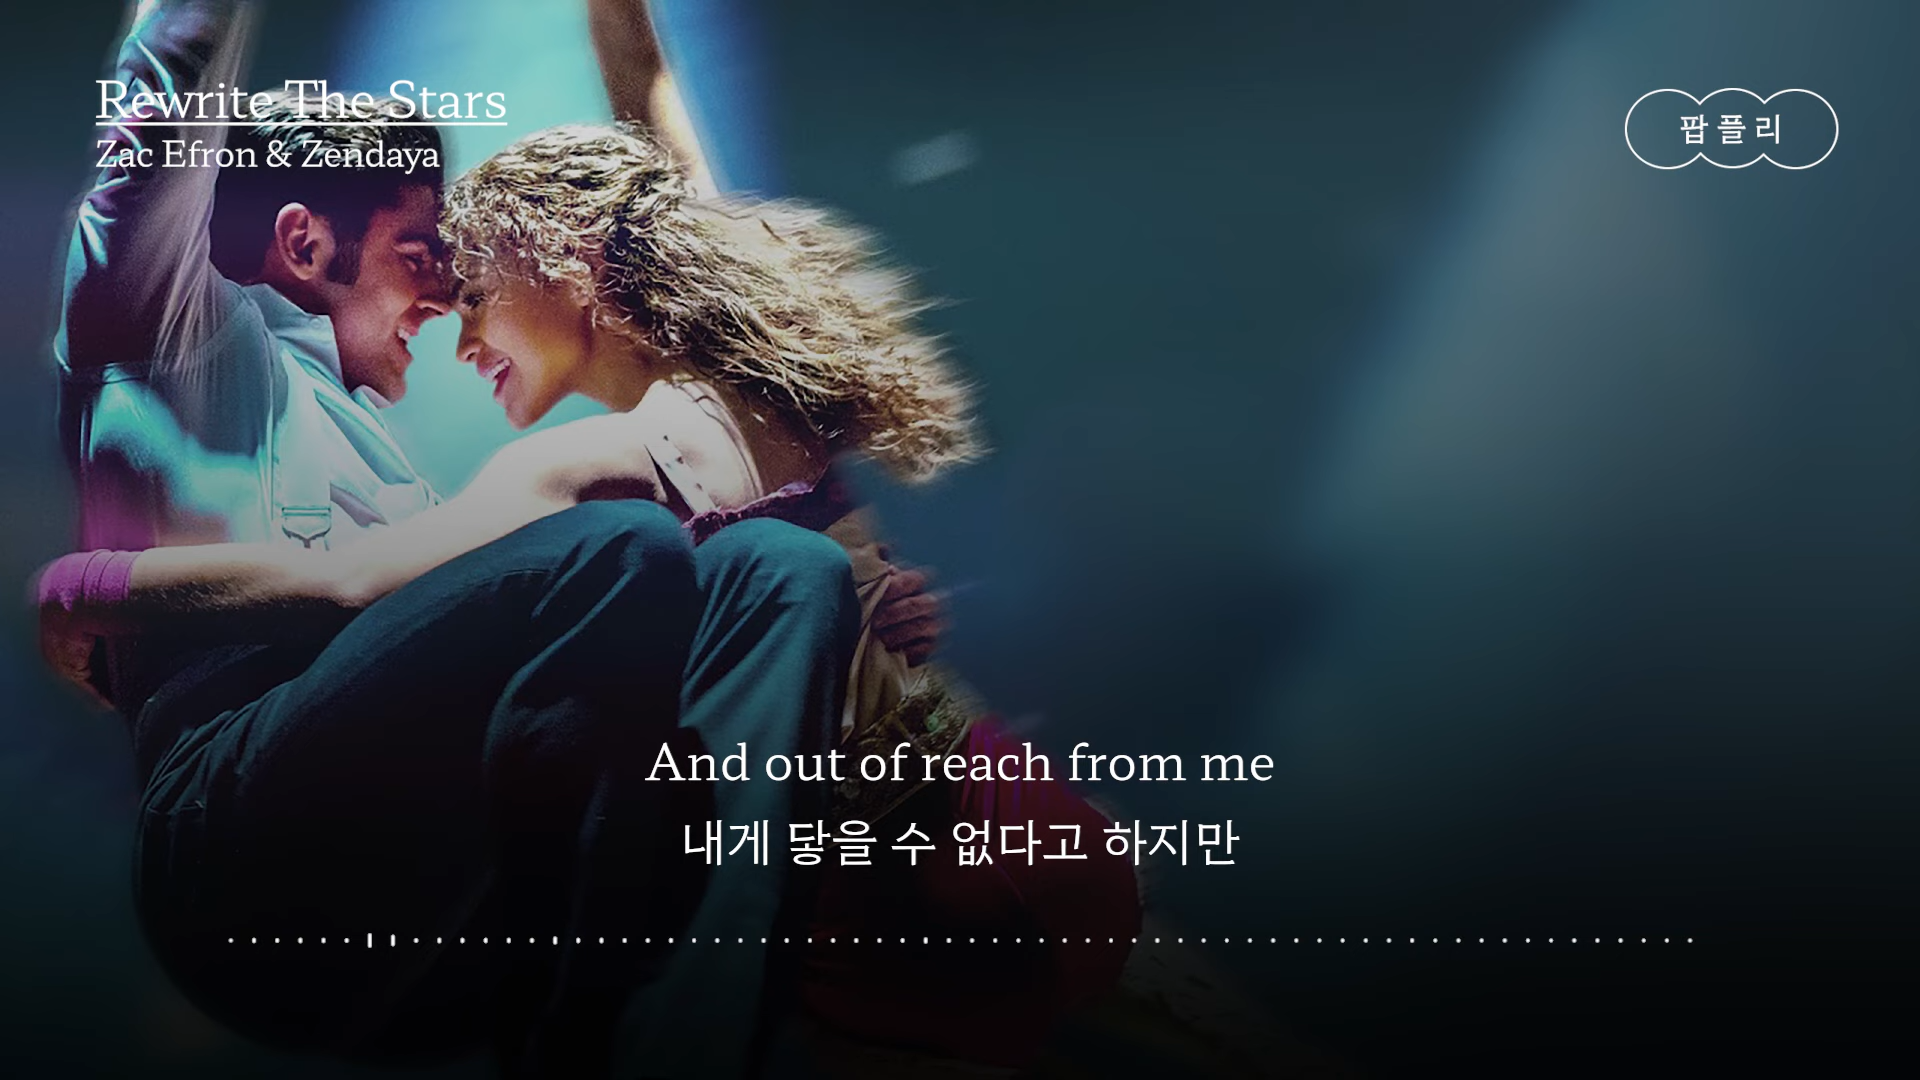 Rewrite The Stars
Zac Efron & Zendaya
팝플리
And out of reach from me
내게 닿을 수 없다고 하지만